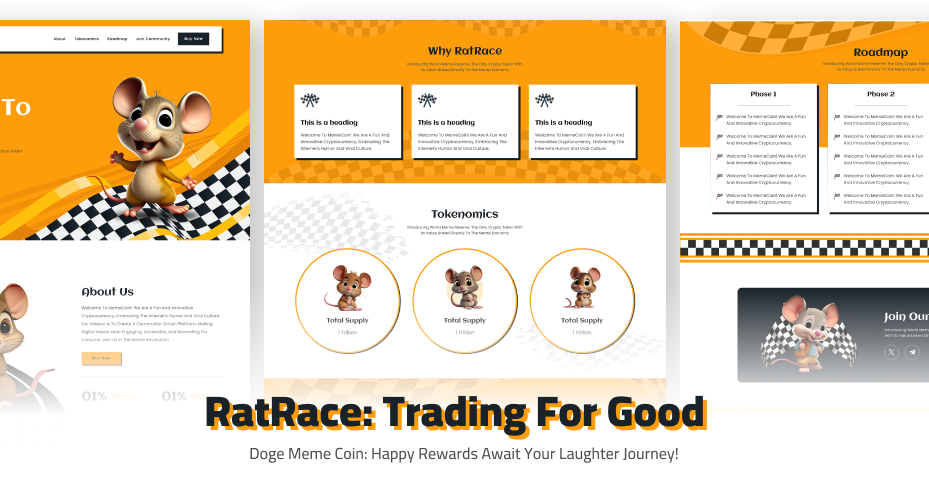 About Tokenomics Roadmap Join Community Buy Now
To
About Us
Welcome To MemeCoin! We Are A Fun And Innovative
Cryptocurrency, Embracing The Internet's Humor And Viral Culture.
Our Mission Is To Create A Community-Driven Platform, Making
Digital Assets More Engaging, Accessible, And Rewarding For
Everyone. Join Us In The Meme Revolution!
Buy Now
01% 01%
Why RatRace
Introducing World Meme Reserve: The Only Crypto Token With
Its Value Linked Directly To The Meme Economy
This is a heading
Welcome To MemeCoin! We Are A Fun And
Innovative Cryptocurrency, Embracing The
Internet's Humor And Viral Culture.
This is a heading
Welcome To MemeCoin! We Are A Fun And
Innovative Cryptocurrency, Embracing The
Internet's Humor And Viral Culture.
This is a heading
Welcome To MemeCoin! We Are A Fun And
Innovative Cryptocurrency, Embracing The
Internet's Humor And Viral Culture.
Tokenomics
Introducing World Meme Reserve: The Only Crypto Token With
Its Value Linked Directly To The Meme Economy
Total Supply
1 Trillion
Total Supply
1 Trillion
Total Supply
1 Trillion
Roadmap
Introducing World Meme Reserve: The Only Crypto Token
Its Value Linked Directly To The Meme Economy
Phase 1
Welcome To MemeCoin! We Are A Fun
And Innovative Cryptocurrency,
Welcome To MemeCoin! We Are A Fun
And Innovative Cryptocurrency.
Welcome To MemeCoin! We Are A Fun
And Innovative Cryptocurrency,
Welcome To MemeCoin! We Are A Fun
And Innovative Cryptocurrency.
Welcome To MemeCoin! We Are A Fun
And Innovative Cryptocurrency.
Phase 2
Welcome To MemeCoin! We Are A Fun
And Innovative Cryptocurrency,
Welcome To MemeCoin! We Are A Fun
And Innovative Cryptocurrency.
Welcome To MemeCoin! We Are A Fun
And Innovative Cryptocurrency,
Welcome To MemeCoin! We Are A Fun
And Innovative Cryptocurrency.
Welcome To MemeCoin! We Are A Fun
And Innovative Cryptocurrency.
Join Our
Introducing World
With Its Value Linked
RatRace: Trading For Good
Doge Meme Coin: Happy Rewards Await Your Laughter Journey!